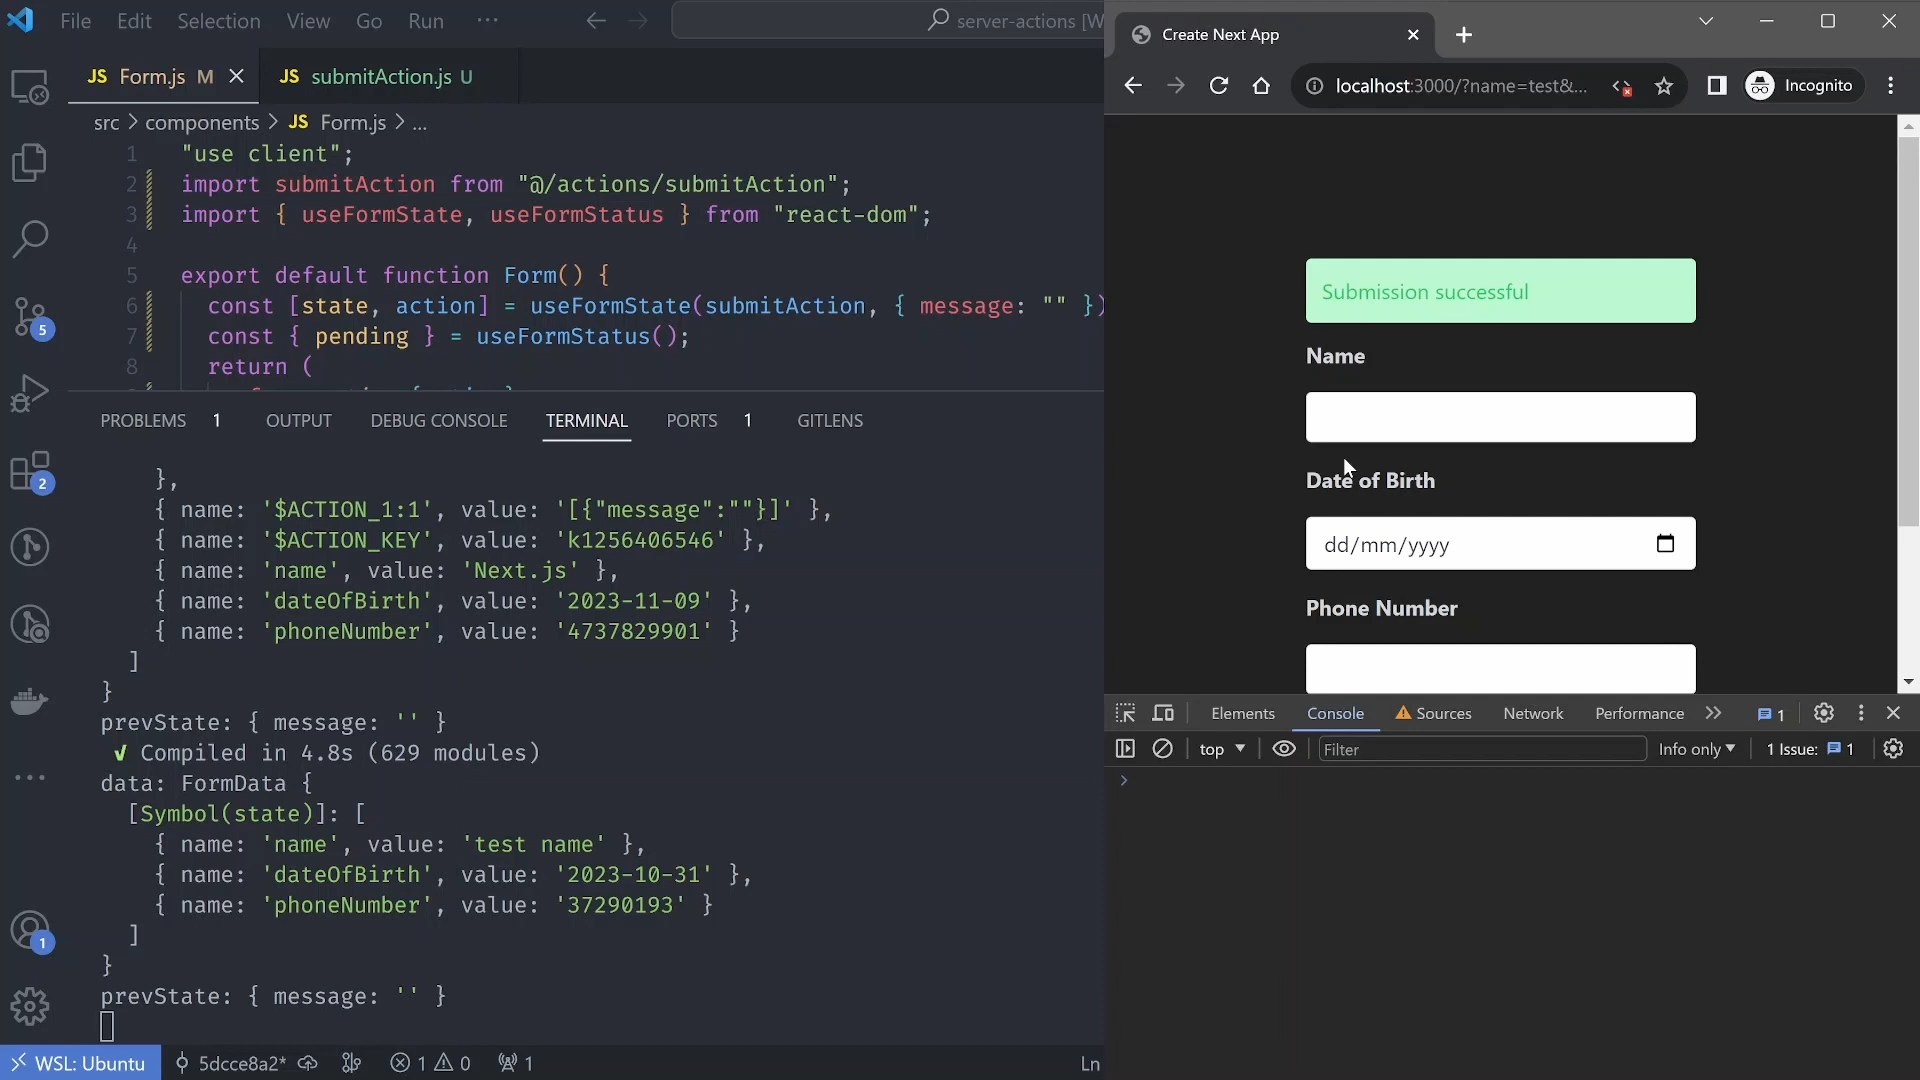 File Edit Selection View Go Run ···
server-actions [W
JS Form.js M
JS submitAction.js U
src > components > JS Form.js > ...
1 "use client";
2 import submitAction from "@/actions/submitAction";
3 import { useFormState, useFormStatus } from "react-dom";
4
5 export default function Form() {
6 const [state, action] = useFormState(submitAction, { message: "" })
7 const { pending } = useFormStatus();
8 return (
PROBLEMS 1 OUTPUT DEBUG CONSOLE TERMINAL PORTS 1 GITLENS
},
{ name: '$ACTION_1:1', value: '[{"message":""}]' },
{ name: '$ACTION_KEY', value: 'k1256406546' },
{ name: 'name', value: 'Next.js' },
{ name: 'dateOfBirth', value: '2023-11-09' },
{ name: 'phoneNumber', value: '4737829901' }
]
}
prevState: { message: '' }
✓ Compiled in 4.8s (629 modules)
data: FormData {
[Symbol(state)]: [
{ name: 'name', value: 'test name' },
{ name: 'dateOfBirth', value: '2023-10-31' },
{ name: 'phoneNumber', value: '37290193' }
]
}
prevState: { message: '' }
5
2
1
WSL: Ubuntu 5dcce8a2* 1 0 1 Ln
Create Next App
localhost:3000/?name=test&... Incognito
Submission successful
Name
Date of Birth
dd/mm/yyyy
Phone Number
Elements Console Sources Network Performance 1
top Filter Info only 1 Issue: 1